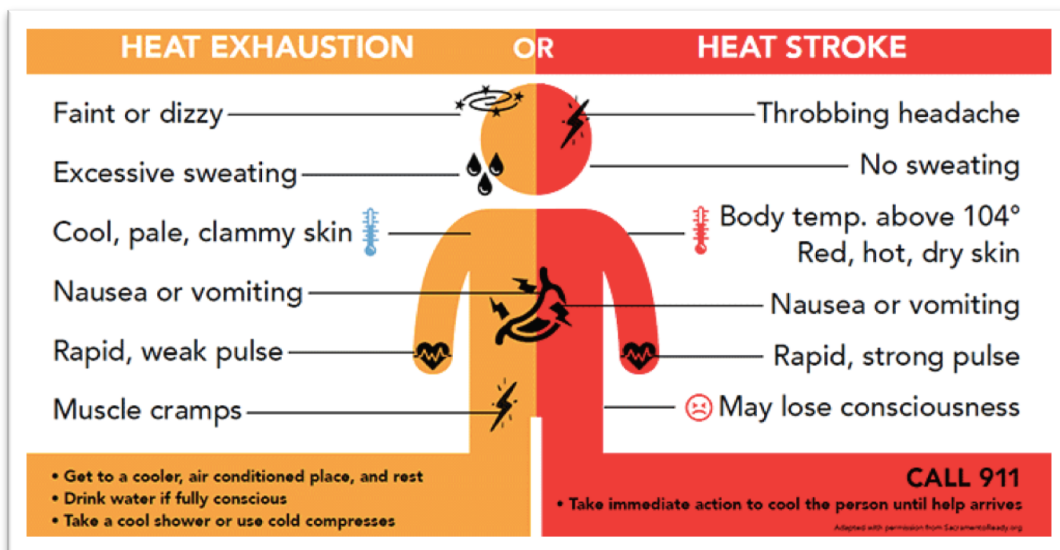 HEAT EXHAUSTION OR HEAT STROKE
Faint or dizzy
Excessive sweating
Cool, pale, clammy skin
Nausea or vomiting
Rapid, weak pulse
Muscle cramps
Throbbing headache
No sweating
Body temp. above 104°
Red, hot, dry skin
Nausea or vomiting
Rapid, strong pulse
May lose consciousness
• Get to a cooler, air conditioned place, and rest
• Drink water if fully conscious
• Take a cool shower or use cold compresses
CALL 911
• Take immediate action to cool the person until help arrives
Adapted with permission from SacramentoReady.org